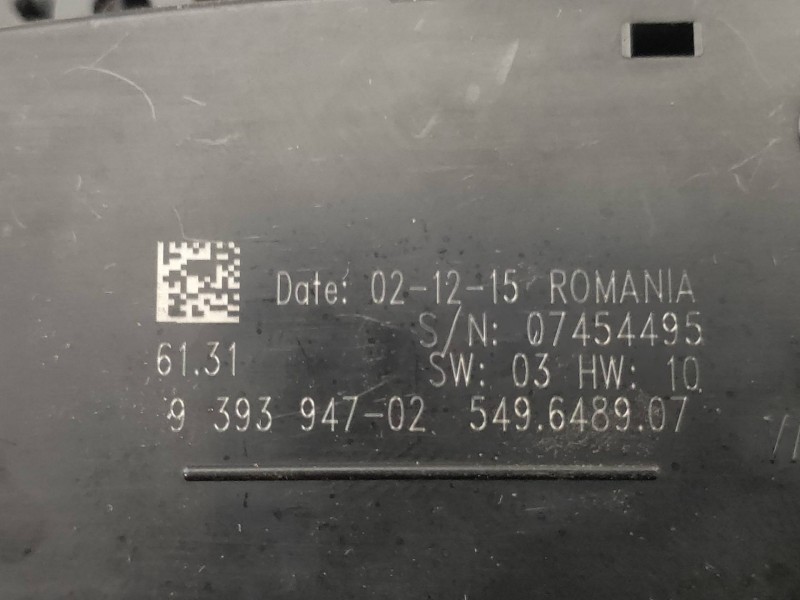 Date: 02-12-15 ROMANIA
S/N: 07454495
61.31 SW: 03 HW: 10
9 393 947-02 549.6489.07